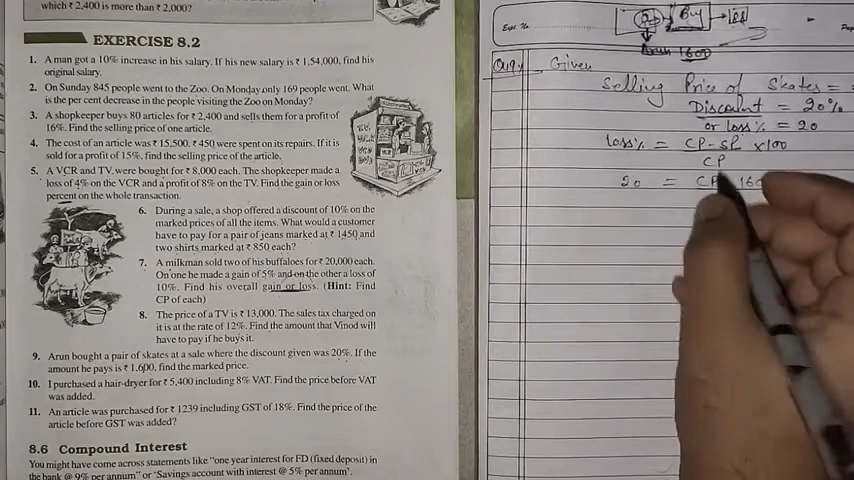 which ₹ 2,400 is more than ₹ 2,000?
EXERCISE 8.2
1. A man got a 10% increase in his salary. If his new salary is ₹ 1,54,000, find his
original salary.
2. On Sunday 845 people went to the Zoo. On Monday only 169 people went. What
is the per cent decrease in the people visiting the Zoo on Monday?
3. A shopkeeper buys 80 articles for ₹ 2,400 and sells them for a profit of
16%. Find the selling price of one article.
4. The cost of an article was ₹ 15,500. ₹ 450 were spent on its repairs. If it is
sold for a profit of 15%, find the selling price of the article.
5. A VCR and TV were bought for ₹ 8,000 each. The shopkeeper made a
loss of 4% on the VCR and a profit of 8% on the TV. Find the gain or loss
percent on the whole transaction.
6. During a sale, a shop offered a discount of 10% on the
marked prices of all the items. What would a customer
have to pay for a pair of jeans marked at ₹ 1450 and
two shirts marked at ₹ 850 each?
7. A milkman sold two of his buffaloes for ₹ 20,000 each.
On one he made a gain of 5% and on the other a loss of
10%. Find his overall gain or loss. (Hint: Find
CP of each)
8. The price of a TV is ₹ 13,000. The sales tax charged on
it is at the rate of 12%. Find the amount that Vinod will
have to pay if he buys it.
9. Arun bought a pair of skates at a sale where the discount given was 20%. If the
amount he pays is ₹ 1,600, find the marked price.
10. I purchased a hair-dryer for ₹ 5,400 including 8% VAT. Find the price before VAT
was added.
11. An article was purchased for ₹ 1239 including GST of 18%. Find the price of the
article before GST was added?
8.6 Compound Interest
You might have come across statements like "one year interest for FD (fixed deposit) in
the bank @ 9% per annum" or 'Savings account with interest @ 5% per annum'.
Expt. No.
Buy
Arun 1600
Given
Selling Price of Skates =
Discount = 20%
or loss% = 20
loss% = CP - SP × 100
CP
20 = CP 160